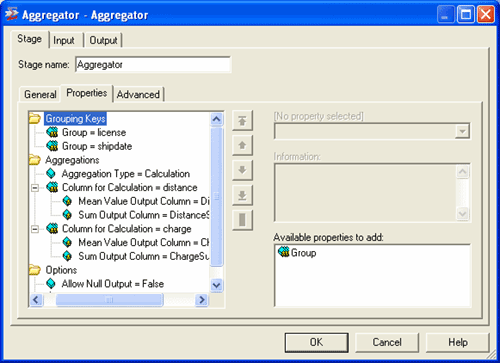 Aggregator - Aggregator
Stage
Input
Output
Stage name:
Aggregator
General
Properties
Advanced
Grouping Keys
Group = license
Group = shipdate
Aggregations
Aggregation Type = Calculation
Column for Calculation = distance
Mean Value Output Column = Di
Sum Output Column = DistanceS
Column for Calculation = charge
Mean Value Output Column =
Sum Output Column = ChargeSu
Options
Allow Null Output = False
[No property selected]
Information:
Available properties to add:
Group
OK
Cancel
Help